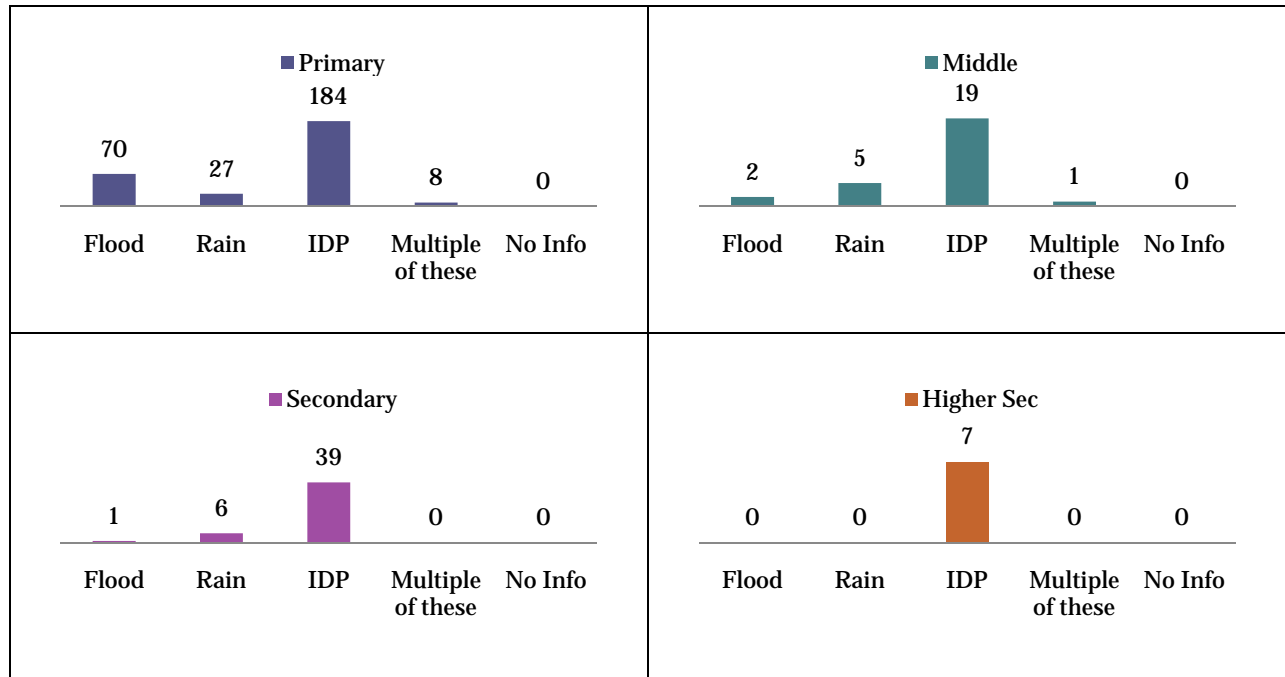 Primary
184
70
27
8
0
Flood Rain IDP Multiple of these No Info
Middle
19
2
5
1
0
Flood Rain IDP Multiple of these No Info
Secondary
39
1
6
0
0
Flood Rain IDP Multiple of these No Info
Higher Sec
7
0
0
0
0
Flood Rain IDP Multiple of these No Info